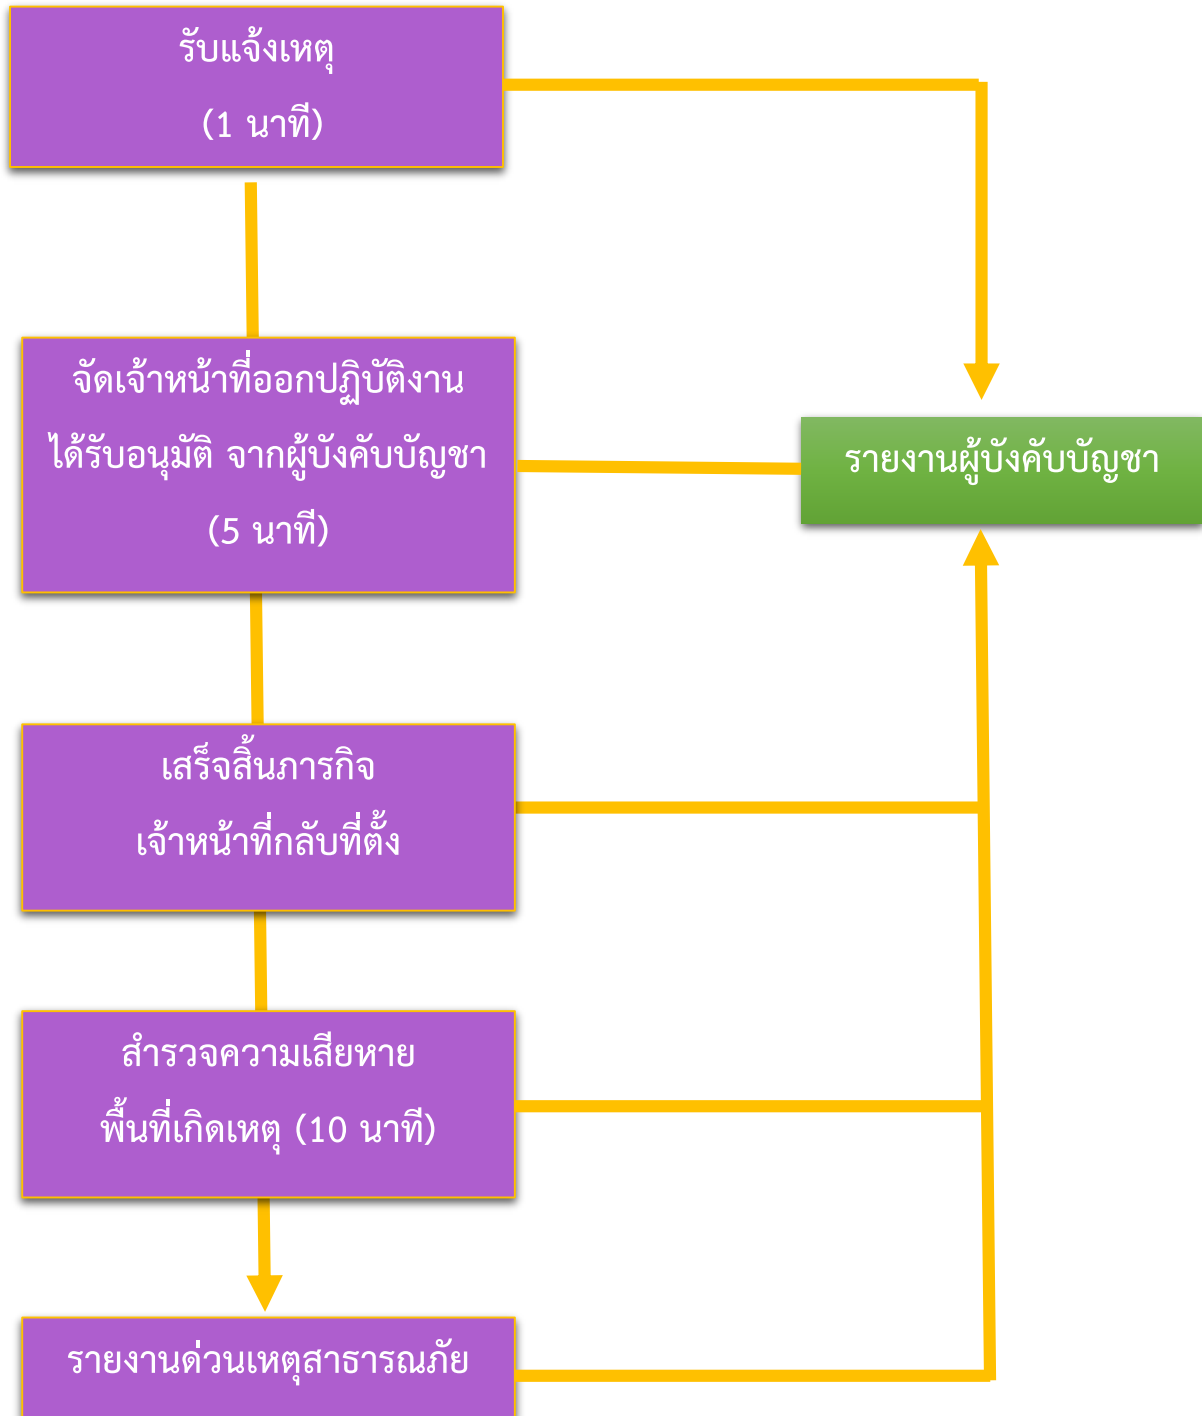 รับแจ้งเหตุ
(1 นาที)
จัดเจ้าหน้าที่ออกปฏิบัติงาน
ได้รับอนุมัติ จากผู้บังคับบัญชา
(5 นาที)
รายงานผู้บังคับบัญชา
เสร็จสิ้นภารกิจ
เจ้าหน้าที่กลับที่ตั้ง
สำรวจความเสียหาย
พื้นที่เกิดเหตุ (10 นาที)
รายงานด่วนเหตุสาธารณภัย